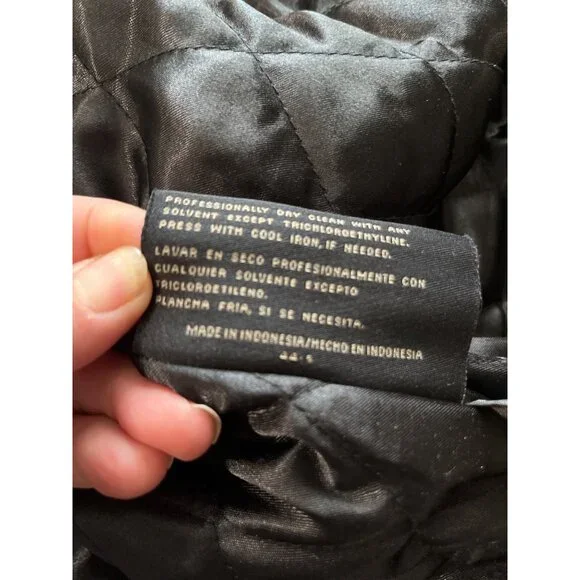 PROFESSIONALLY DRY CLEAN WITH ANY
SOLVENT EXCEPT TRICHLOROETHYLENE.
PRESS WITH COOL IRON, IF NEEDED.
LAVAR EN SECO PROFESIONALMENTE CON
CUALQUIER SOLVENTE EXCEPTO
TRICLOROETILENO.
PLANCHA FRIA, SI SE NECESITA.
MADE IN INDONESIA/HECHO EN INDONESIA